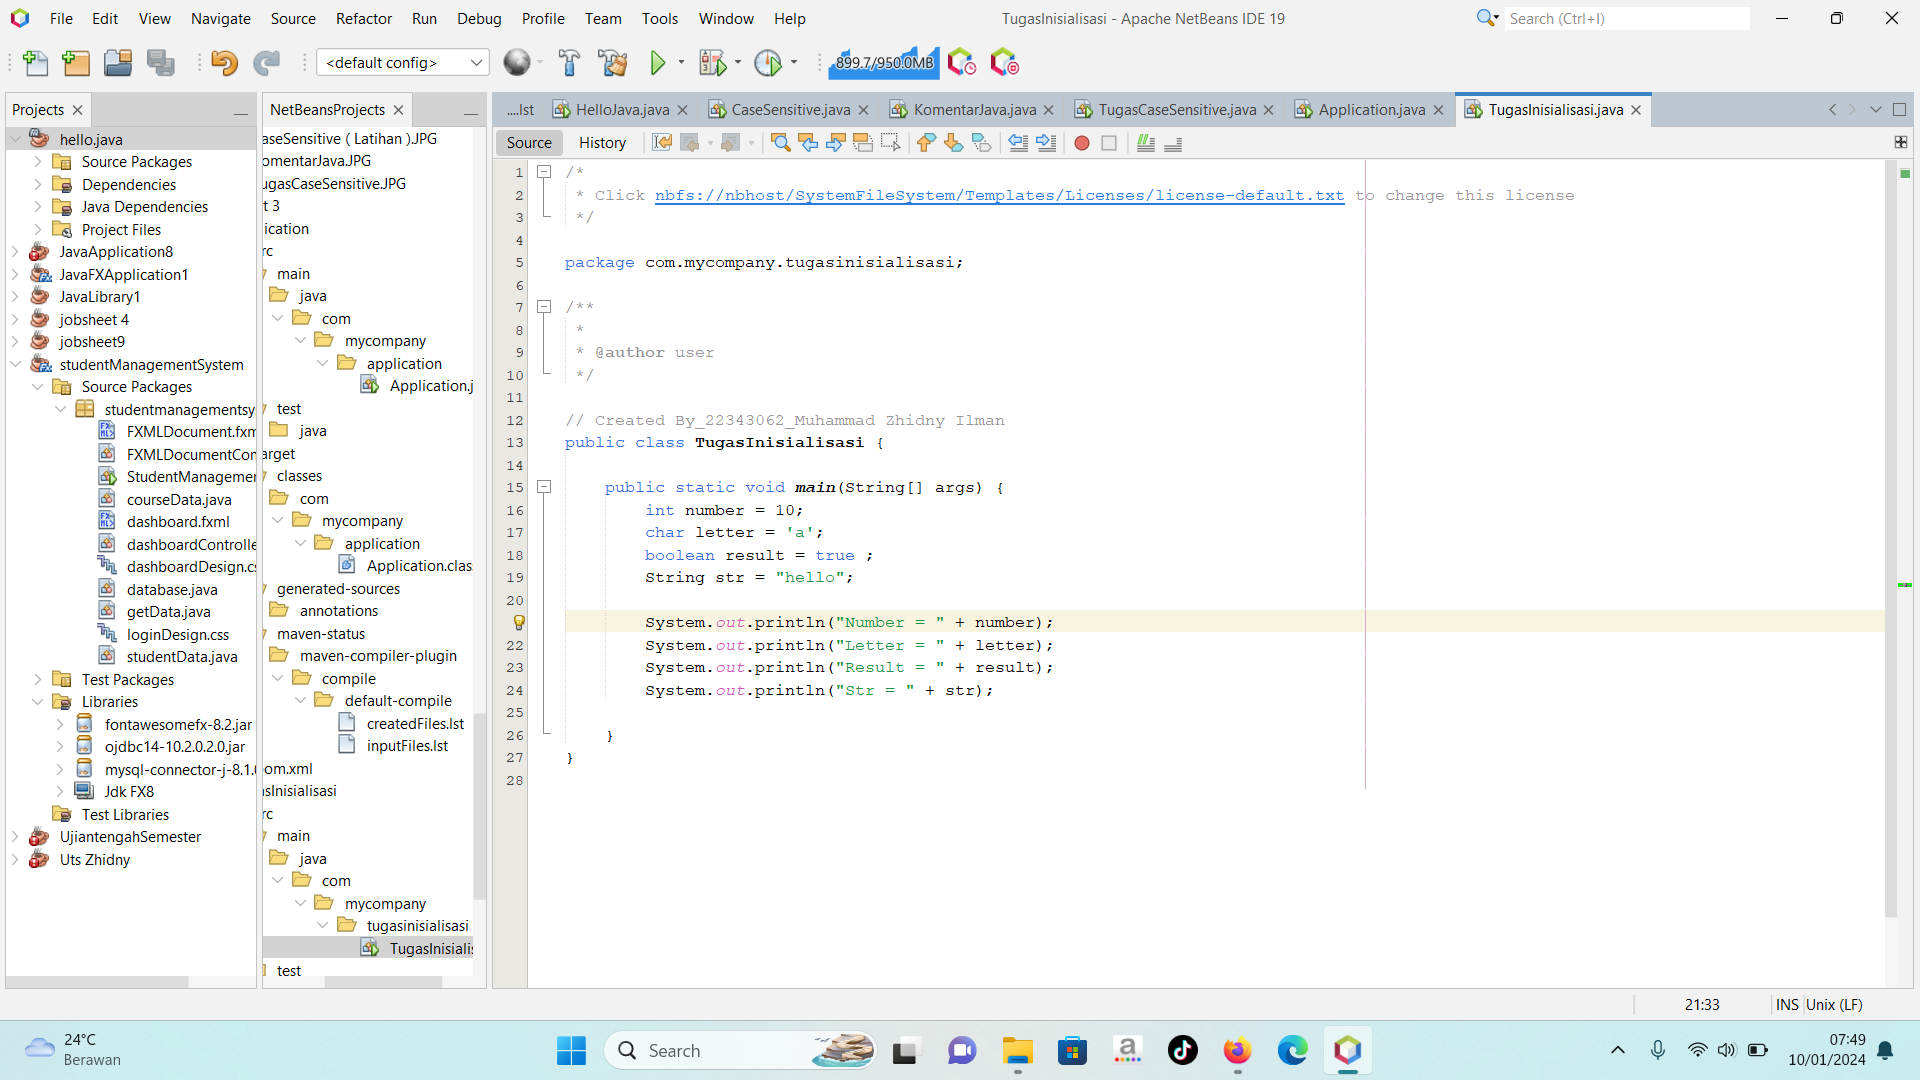 File Edit View Navigate Source Refactor Run Debug Profile Team Tools Window Help
TugasInisialisasi - Apache NetBeans IDE 19
Search (Ctrl+I)
<default config>
899.7/950.0MB
Projects
hello.java
Source Packages
Dependencies
Java Dependencies
Project Files
JavaApplication8
JavaFXApplication1
JavaLibrary1
jobsheet 4
jobsheet9
studentManagementSystem
Source Packages
studentmanagementsy
FXMLDocument.fxm
FXMLDocumentCon
StudentManagemen
courseData.java
dashboard.fxml
dashboardControlle
dashboardDesign.cs
database.java
getData.java
loginDesign.css
studentData.java
Test Packages
Libraries
fontawesomefx-8.2.jar
ojdbc14-10.2.0.2.0.jar
mysql-connector-j-8.1.0
Jdk FX8
Test Libraries
UjiantengahSemester
Uts Zhidny
NetBeansProjects
aseSensitive ( Latihan ).JPG
omentarJava.JPG
ugasCaseSensitive.JPG
t 3
ication
rc
main
java
com
mycompany
application
Application.j
test
java
arget
classes
com
mycompany
application
Application.clas
generated-sources
annotations
maven-status
maven-compiler-plugin
compile
default-compile
createdFiles.lst
inputFiles.lst
pom.xml
asInisialisasi
rc
main
java
com
mycompany
tugasinisialisasi
TugasInisialis
test
....lst HelloJava.java CaseSensitive.java KomentarJava.java TugasCaseSensitive.java Application.java TugasInisialisasi.java
Source History
1 /*
2 * Click nbfs://nbhost/SystemFileSystem/Templates/Licenses/license-default.txt to change this license
3 */
4
5 package com.mycompany.tugasinisialisasi;
6
7 /**
8 *
9 * @author user
10 */
11
12 // Created By_22343062_Muhammad Zhidny Ilman
13 public class TugasInisialisasi {
14
15 public static void main(String[] args) {
16 int number = 10;
17 char letter = 'a';
18 boolean result = true ;
19 String str = "hello";
20
System.out.println("Number = " + number);
22 System.out.println("Letter = " + letter);
23 System.out.println("Result = " + result);
24 System.out.println("Str = " + str);
25
26 }
27 }
28
21:33 INS Unix (LF)
24°C
Berawan
Search
07:49
10/01/2024